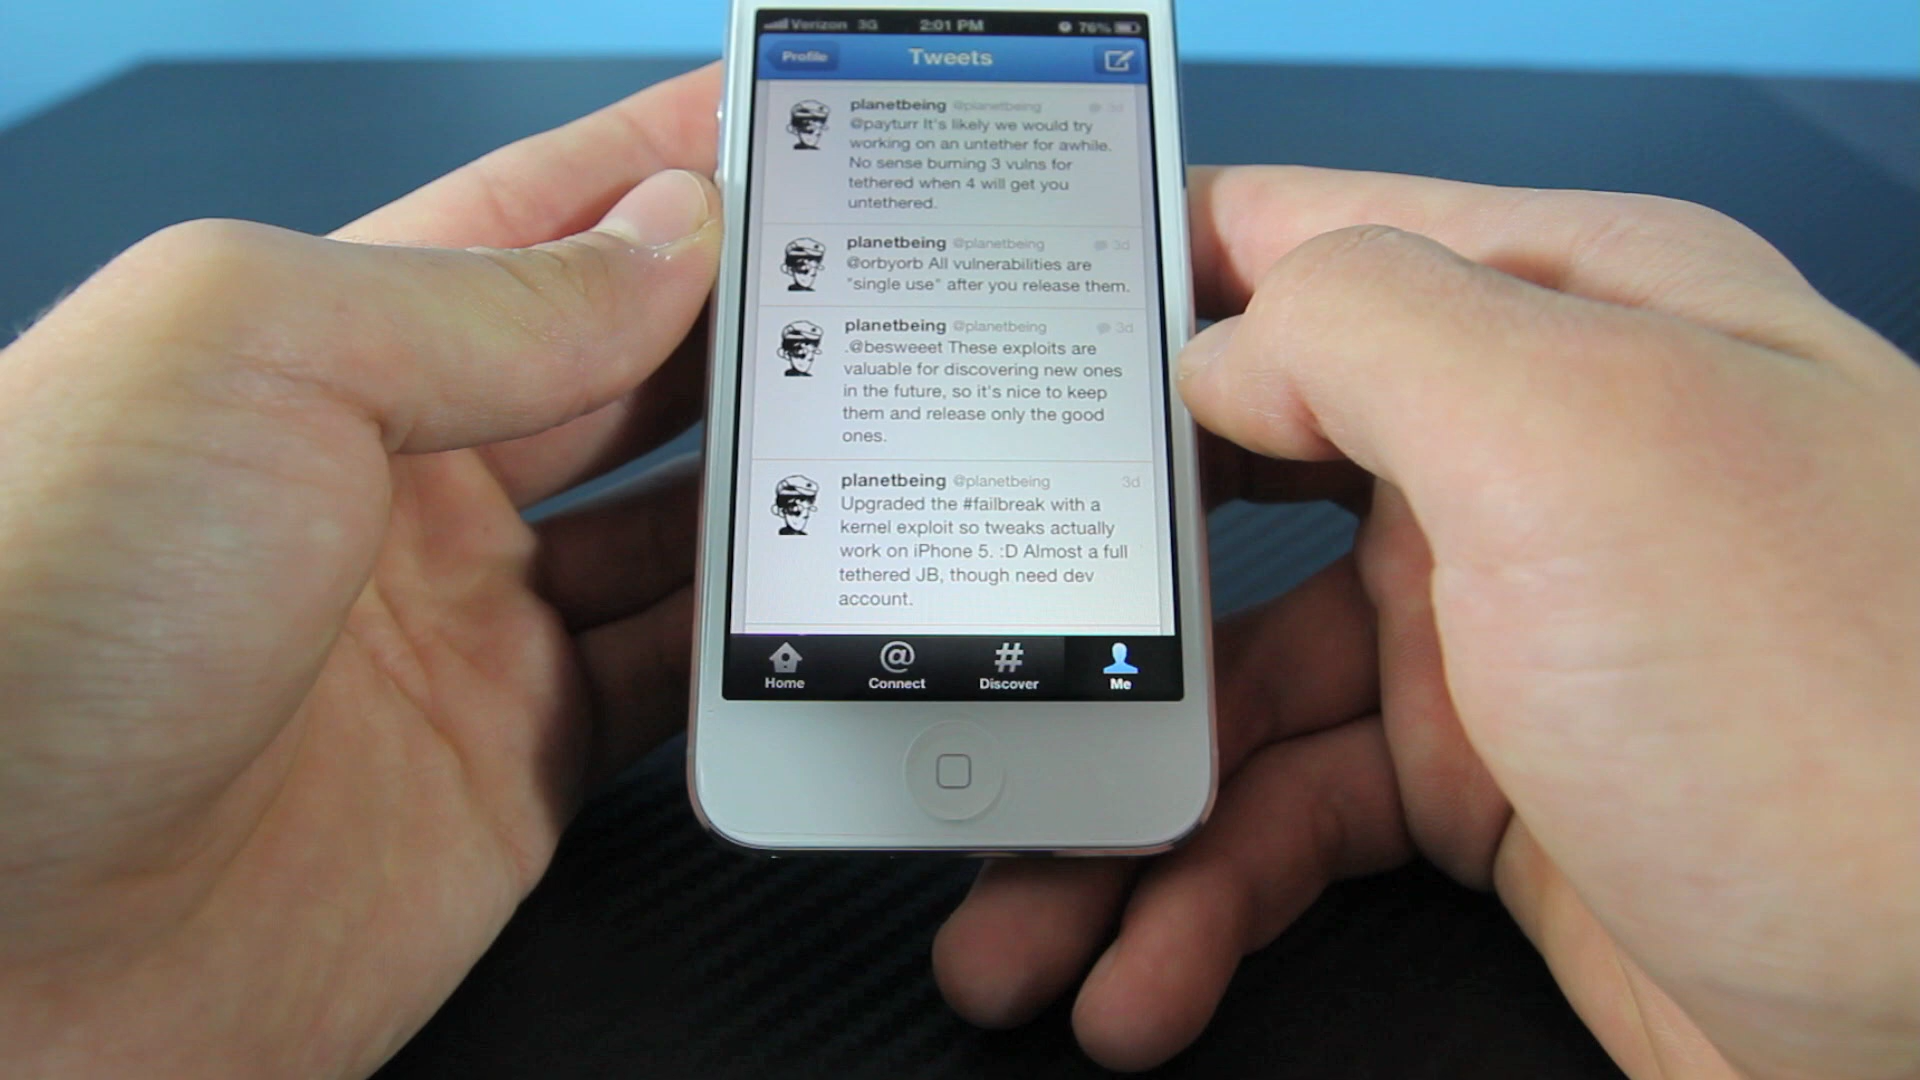 Verizon 3G 2:01 PM 76%
Profile Tweets
planetbeing @planetbeing 3d
@payturr It's likely we would try
working on an untether for awhile.
No sense burning 3 vulns for
tethered when 4 will get you
untethered.
planetbeing @planetbeing 3d
@orbyorb All vulnerabilities are
"single use" after you release them.
planetbeing @planetbeing 3d
.@besweeet These exploits are
valuable for discovering new ones
in the future, so it's nice to keep
them and release only the good
ones.
planetbeing @planetbeing 3d
Upgraded the #failbreak with a
kernel exploit so tweaks actually
work on iPhone 5. :D Almost a full
tethered JB, though need dev
account.
Home Connect Discover Me